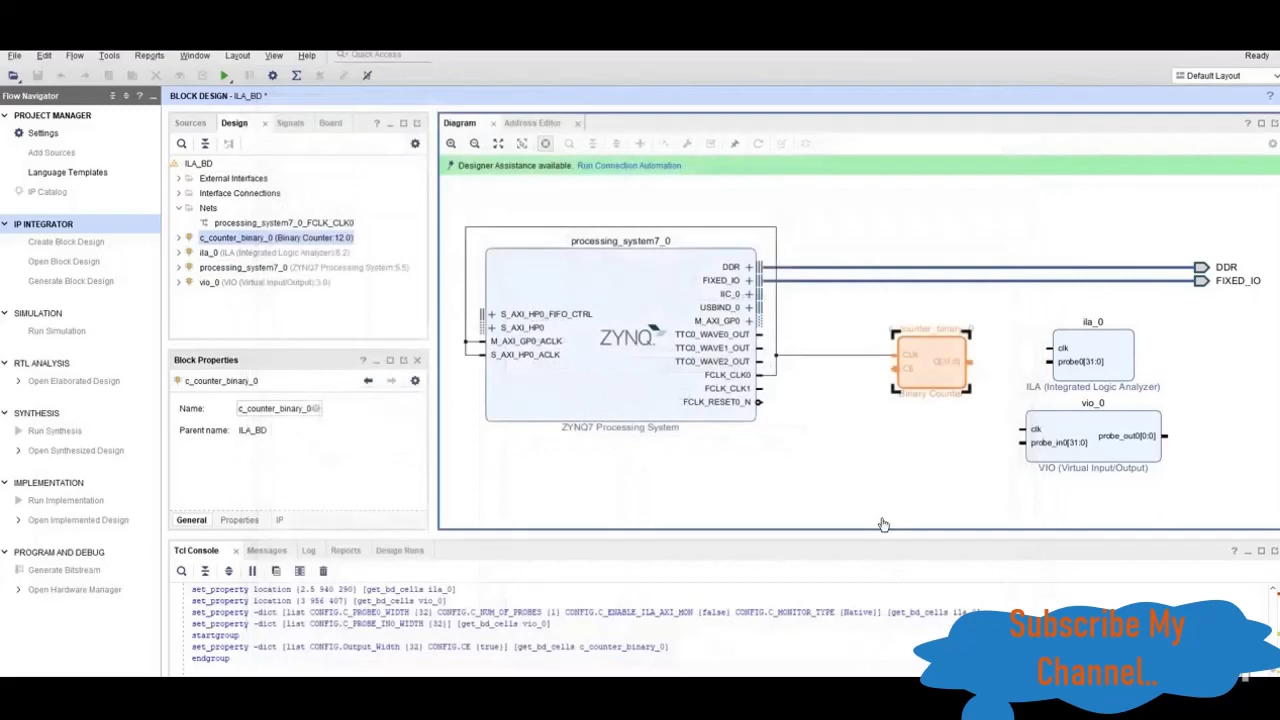 File Edit Flow Tools Reports Window Layout View Help Quick Access Ready
Default Layout
Flow Navigator
PROJECT MANAGER
Settings
Add Sources
Language Templates
IP Catalog
IP INTEGRATOR
Create Block Design
Open Block Design
Generate Block Design
SIMULATION
Run Simulation
RTL ANALYSIS
Open Elaborated Design
SYNTHESIS
Run Synthesis
Open Synthesized Design
IMPLEMENTATION
Run Implementation
Open Implemented Design
PROGRAM AND DEBUG
Generate Bitstream
Open Hardware Manager
BLOCK DESIGN - ILA_BD *
Sources Design Signals Board
ILA_BD
External Interfaces
Interface Connections
Nets
processing_system7_0_FCLK_CLK0
c_counter_binary_0 (Binary Counter:12.0)
ila_0 (ILA (Integrated Logic Analyzer):6.2)
processing_system7_0 (ZYNQ7 Processing System:5.5)
vio_0 (VIO (Virtual Input/Output):3.0)
Block Properties
c_counter_binary_0
Name: c_counter_binary_0
Parent name: ILA_BD
General Properties IP
Diagram Address Editor
Designer Assistance available. Run Connection Automation
processing_system7_0
DDR
FIXED_IO
IIC_0
USBIND_0
M_AXI_GP0
TTC0_WAVE0_OUT
TTC0_WAVE1_OUT
TTC0_WAVE2_OUT
FCLK_CLK0
FCLK_CLK1
FCLK_RESET0_N
S_AXI_HP0_FIFO_CTRL
S_AXI_HP0
M_AXI_GP0_ACLK
S_AXI_HP0_ACLK
ZYNQ
ZYNQ7 Processing System
DDR
FIXED_IO
CLK
CE
Binary Counter
ila_0
clk
probe0[31:0]
ILA (Integrated Logic Analyzer)
vio_0
clk
probe_in0[31:0]
probe_out0[0:0]
VIO (Virtual Input/Output)
Tcl Console Messages Log Reports Design Runs
set_property location {2.5 940 290} [get_bd_cells ila_0]
set_property location {3 956 407} [get_bd_cells vio_0]
set_property -dict [list CONFIG.C_PROBE0_WIDTH {32} CONFIG.C_NUM_OF_PROBES {1} CONFIG.C_ENABLE_ILA_AXI_MON {false} CONFIG.C_MONITOR_TYPE {Native}] [get_bd_cells
set_property -dict [list CONFIG.C_PROBE_IN0_WIDTH {32}] [get_bd_cells vio_0]
startgroup
set_property -dict [list CONFIG.Output_Width {32} CONFIG.CE {true}] [get_bd_cells c_counter_binary_0]
endgroup
Subscribe My
Channel..